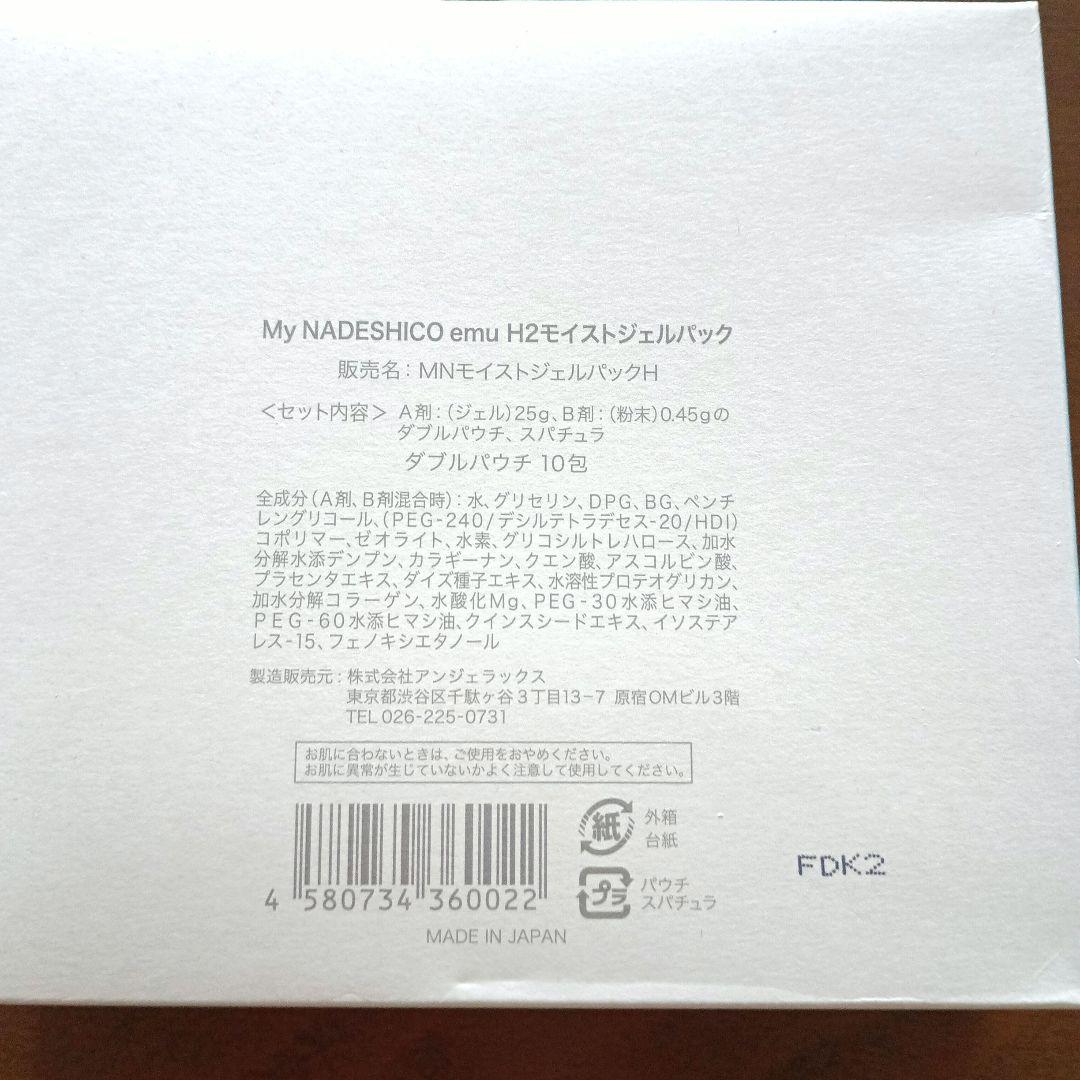 My NADESHICO emu H2モイストジェルパック
販売名：MNモイストジェルパックH
＜セット内容＞ A剤：（ジェル）25g、B剤：（粉末）0.45gの
ダブルパウチ、スパチュラ
ダブルパウチ 10包
全成分（A剤、B剤混合時）：水、グリセリン、DPG、BG、ペンチ
レングリコール、（PEG-240/デシルテトラデセス-20/HDI）
コポリマー、ゼオライト、水素、グリコシルトレハロース、加水
分解水添デンプン、カラギーナン、クエン酸、アスコルビン酸、
プラセンタエキス、ダイズ種子エキス、水溶性プロテオグリカン、
加水分解コラーゲン、水酸化Mg、PEG-30水添ヒマシ油、
PEG-60水添ヒマシ油、クインスシードエキス、イソステア
レス-15、フェノキシエタノール
製造販売元：株式会社アンジェラックス
東京都渋谷区千駄ヶ谷3丁目13-7 原宿OMビル3階
TEL 026-225-0731
お肌に合わないときは、ご使用をおやめください。
お肌に異常が生じていないかよく注意して使用してください。
紙
外箱
台紙
プラ
パウチ
スパチュラ
4 580734 360022
MADE IN JAPAN
FDK2